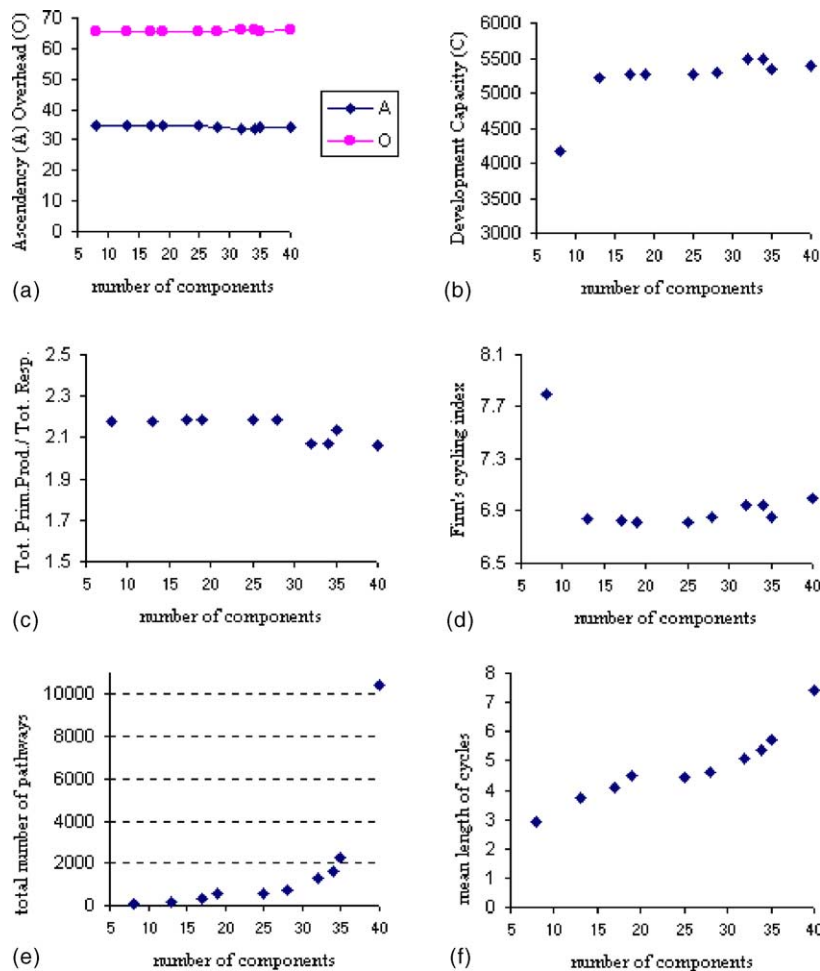 Ascendency (A) Overhead (O)
70
60
50
40
30
20
10
0
5 10 15 20 25 30 35 40
number of components
A
O
(a)
Development Capacity (C)
6000
5500
5000
4500
4000
3500
3000
5 10 15 20 25 30 35 40
number of components
(b)
Tot. Prim.Prod./ Tot. Resp.
2.5
2.3
2.1
1.9
1.7
1.5
5 10 15 20 25 30 35 40
number of components
(c)
Finn's cycling index
8.1
7.7
7.3
6.9
6.5
5 10 15 20 25 30 35 40
number of components
(d)
total number of pathways
10000
8000
6000
4000
2000
0
5 10 15 20 25 30 35 40
number of components
(e)
mean length of cycles
8
7
6
5
4
3
2
1
0
5 10 15 20 25 30 35 40
number of components
(f)